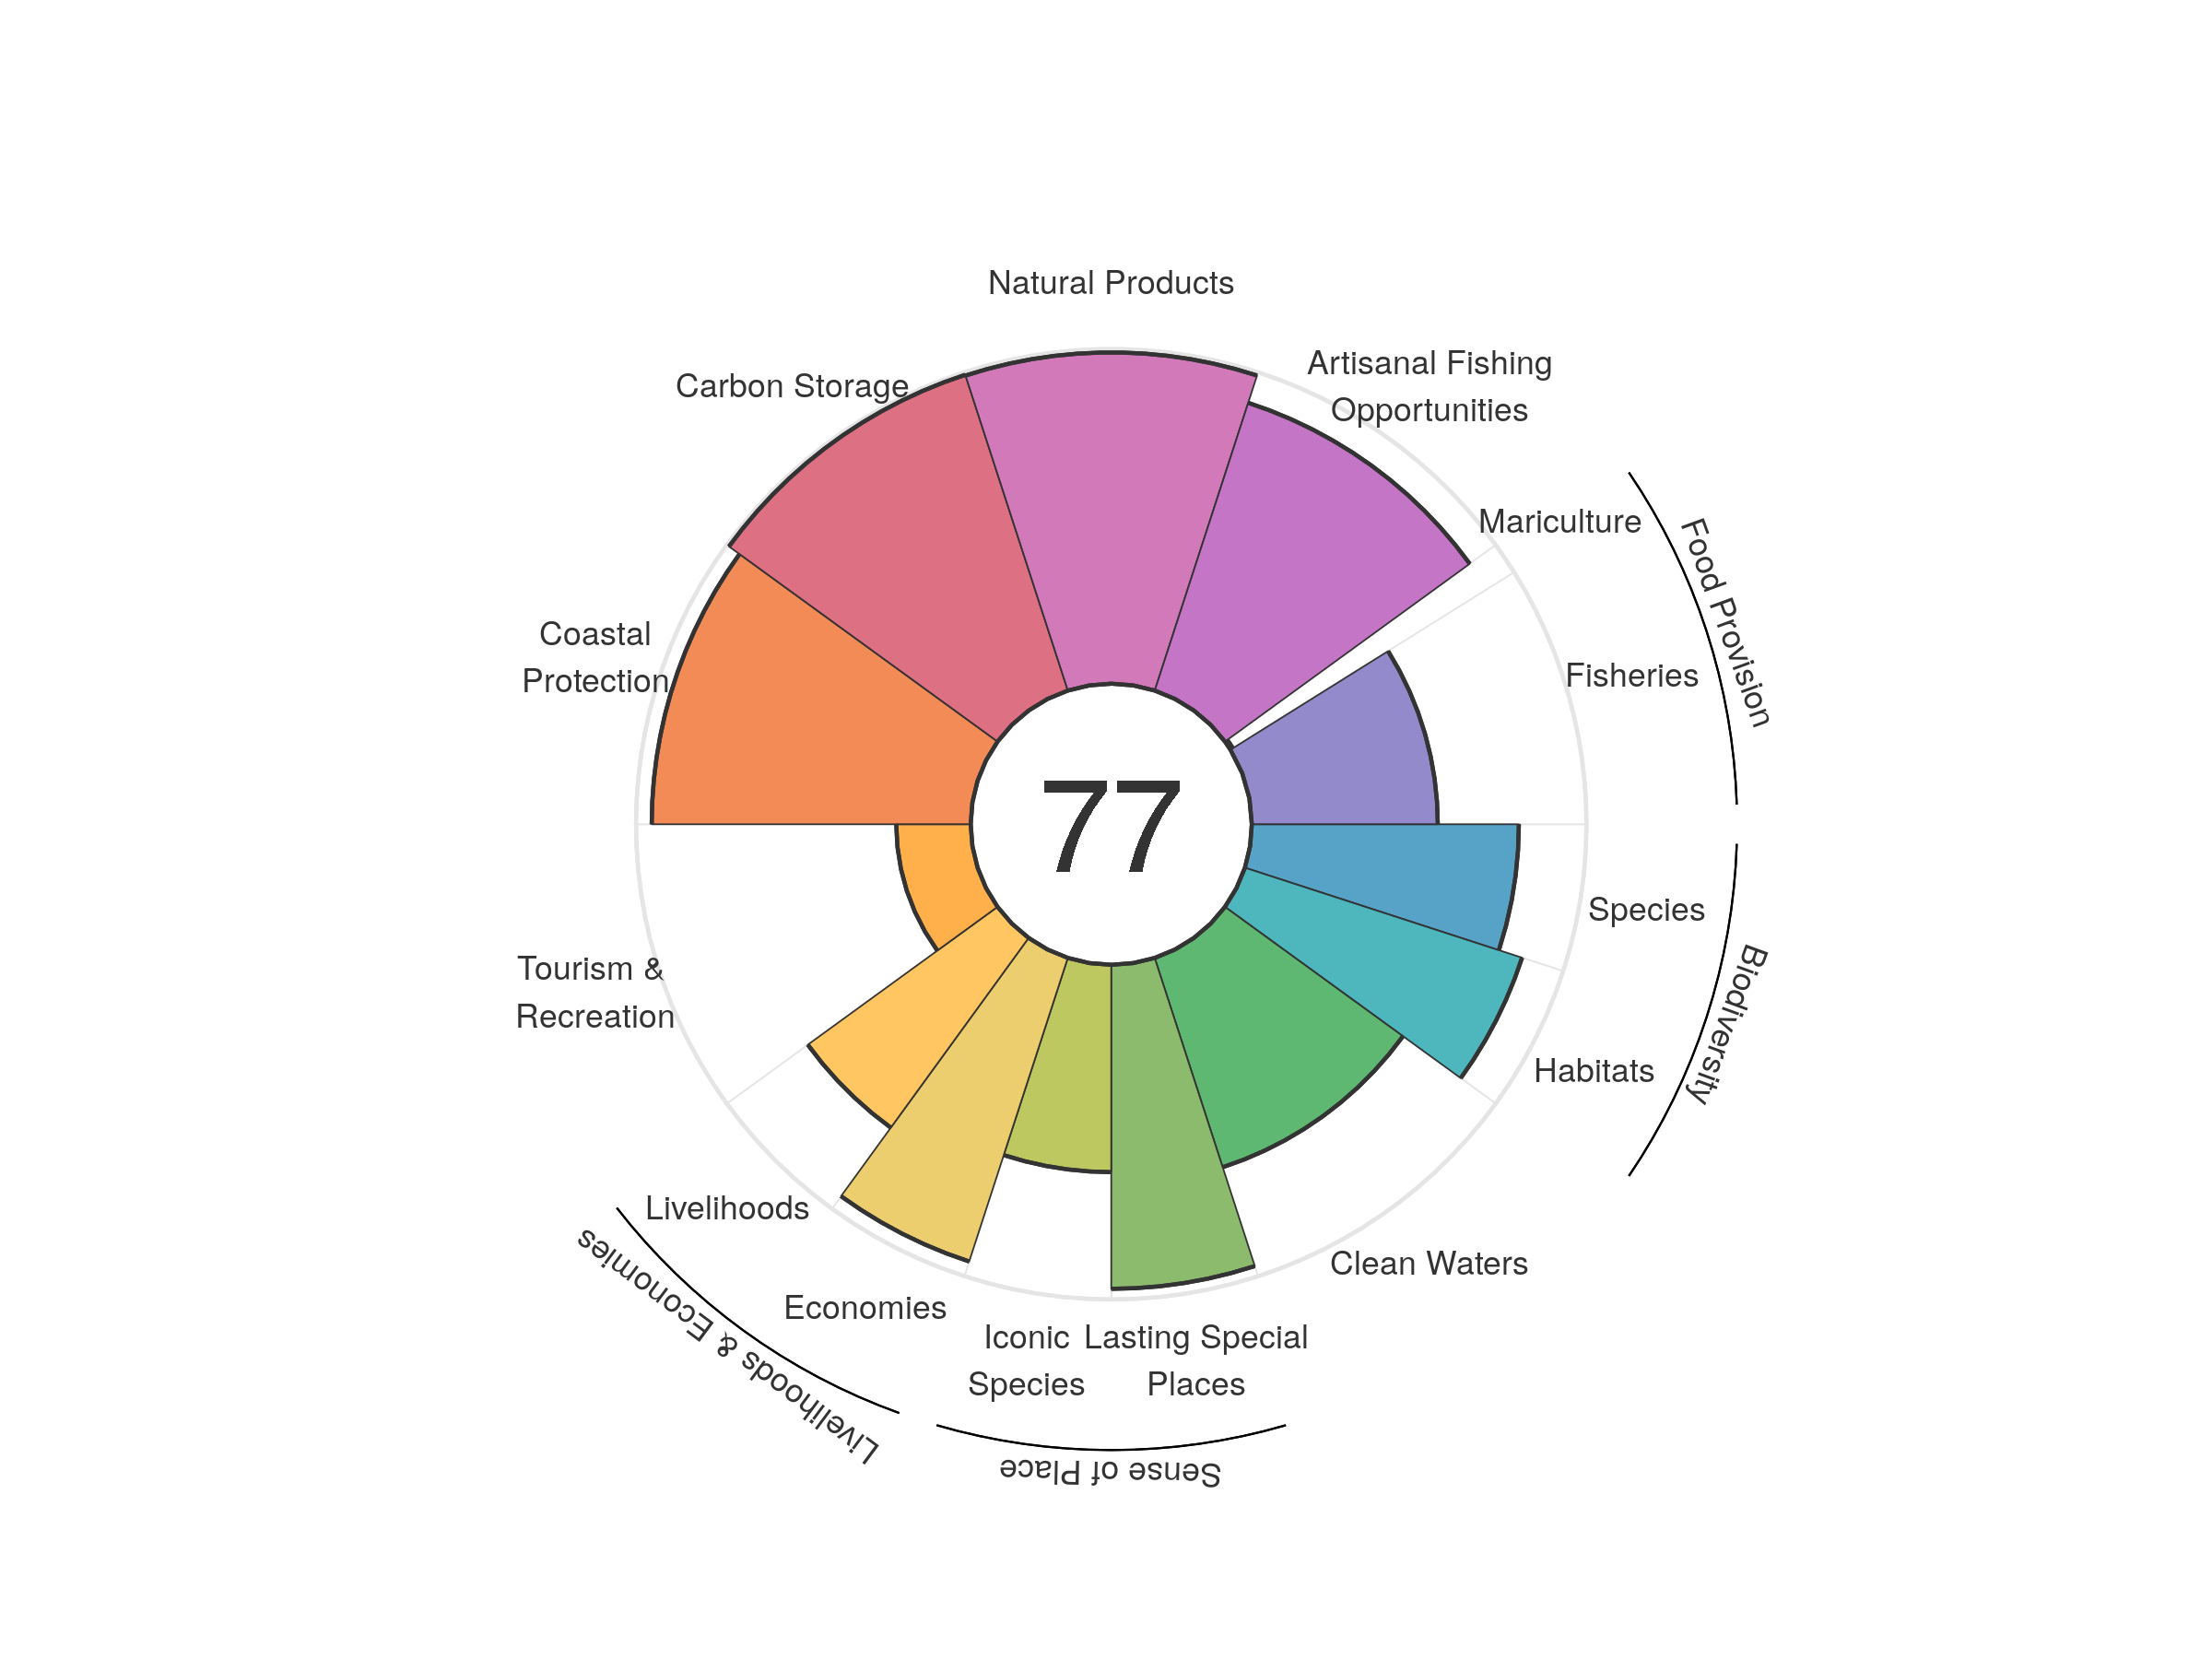 Natural Products
Artisanal Fishing
Opportunities
Carbon Storage
Mariculture
Food Provision
Coastal
Protection
Fisheries
77
Species
Biodiversity
Tourism &
Recreation
Habitats
Livelihoods
Clean Waters
Livelihoods & Economies
Economies
Iconic
Species
Lasting Special
Places
Sense of Place